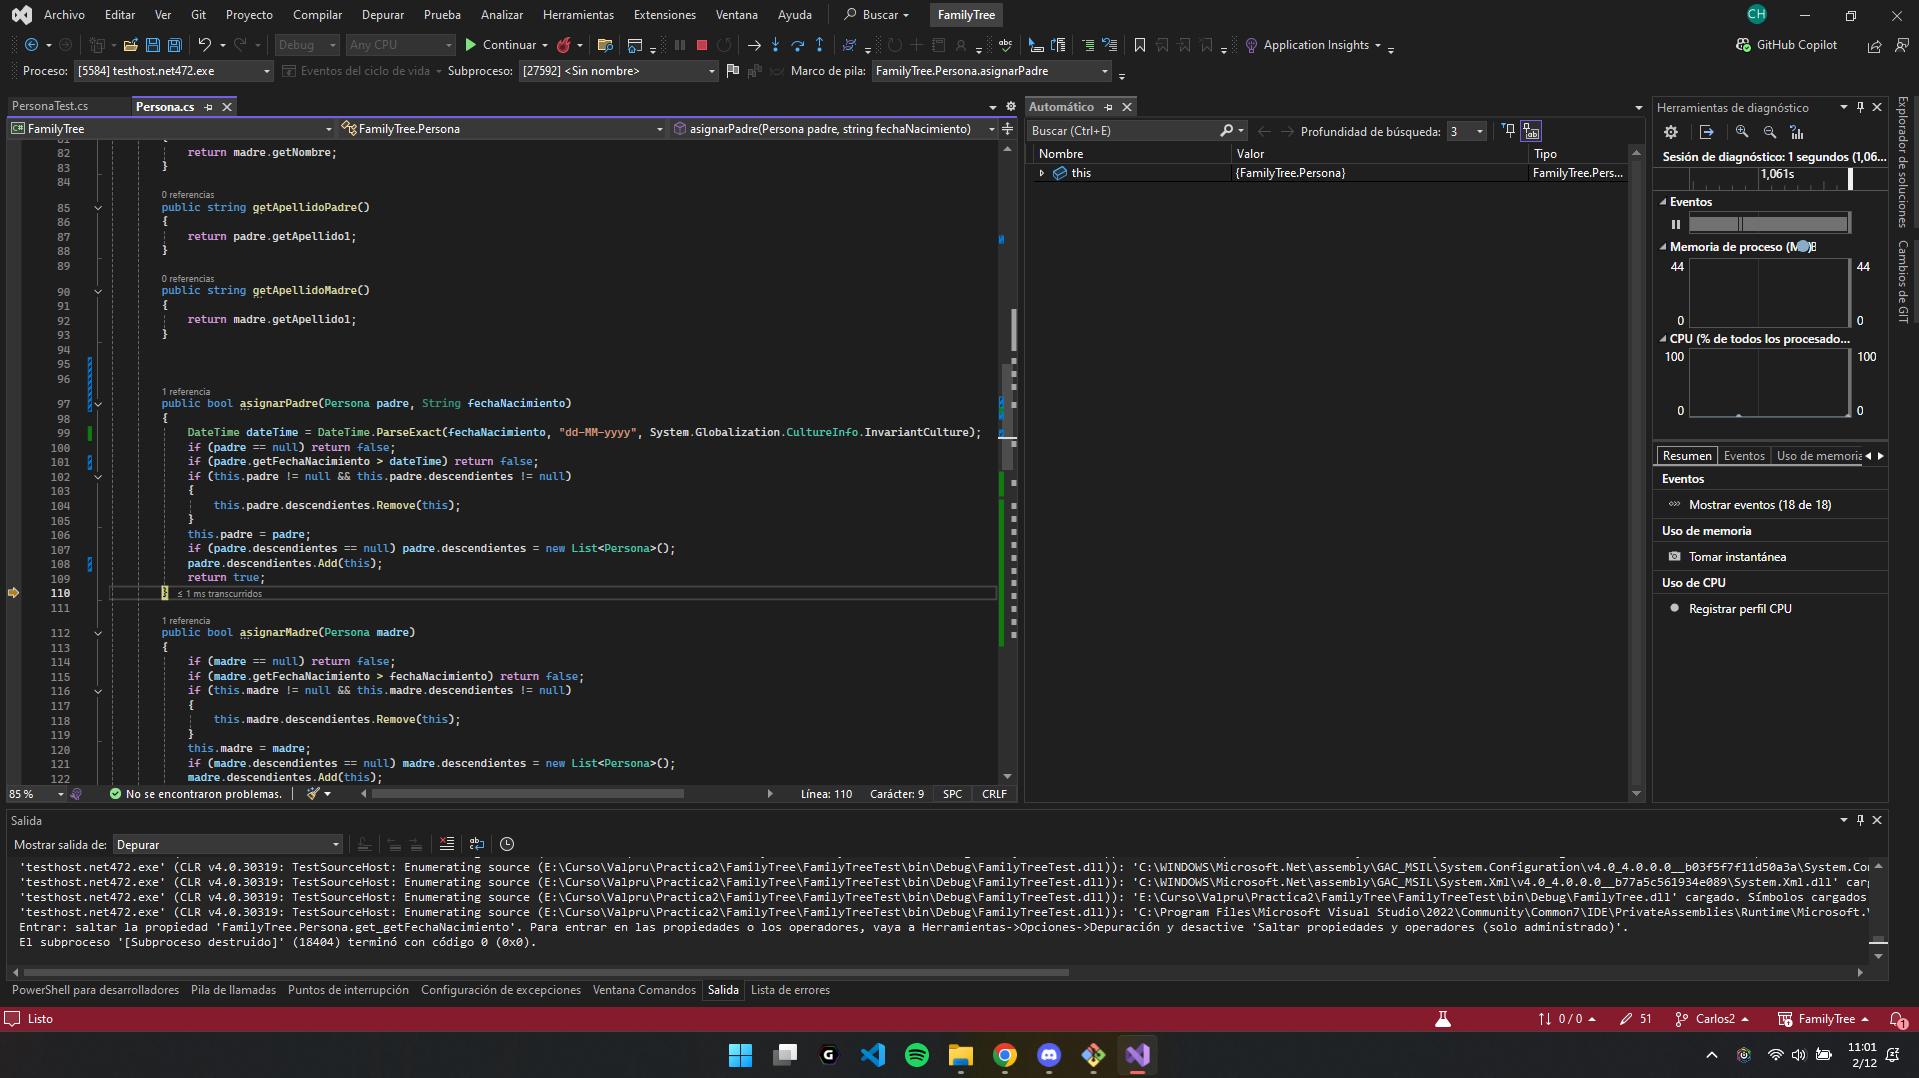 Archivo Editar Ver Git Proyecto Compilar Depurar Prueba Analizar Herramientas Extensiones Ventana Ayuda Buscar FamilyTree CH
Debug Any CPU Continuar Application Insights GitHub Copilot
Proceso: [5584] testhost.net472.exe Eventos del ciclo de vida Subproceso: [27592] <Sin nombre> Marco de pila: FamilyTree.Persona.asignarPadre
PersonaTest.cs Persona.cs
C# FamilyTree FamilyTree.Persona asignarPadre(Persona padre, string fechaNacimiento)
81 {
82 return madre.getNombre;
83 }
84
0 referencias
85 public string getApellidoPadre()
86 {
87 return padre.getApellido1;
88 }
89
0 referencias
90 public string getApellidoMadre()
91 {
92 return madre.getApellido1;
93 }
94
95
96
1 referencia
97 public bool asignarPadre(Persona padre, String fechaNacimiento)
98 {
99 DateTime dateTime = DateTime.ParseExact(fechaNacimiento, "dd-MM-yyyy", System.Globalization.CultureInfo.InvariantCulture);
100 if (padre == null) return false;
101 if (padre.getFechaNacimiento > dateTime) return false;
102 if (this.padre != null && this.padre.descendientes != null)
103 {
104 this.padre.descendientes.Remove(this);
105 }
106 this.padre = padre;
107 if (padre.descendientes == null) padre.descendientes = new List<Persona>();
108 padre.descendientes.Add(this);
109 return true;
110 } ≤ 1 ms transcurridos
111
1 referencia
112 public bool asignarMadre(Persona madre)
113 {
114 if (madre == null) return false;
115 if (madre.getFechaNacimiento > fechaNacimiento) return false;
116 if (this.madre != null && this.madre.descendientes != null)
117 {
118 this.madre.descendientes.Remove(this);
119 }
120 this.madre = madre;
121 if (madre.descendientes == null) madre.descendientes = new List<Persona>();
122 madre.descendientes.Add(this);
85 % No se encontraron problemas. Línea: 110 Carácter: 9 SPC CRLF
Automático
Buscar (Ctrl+E) Profundidad de búsqueda: 3
Nombre Valor Tipo
this {FamilyTree.Persona} FamilyTree.Pers...
Herramientas de diagnóstico
Sesión de diagnóstico: 1 segundos (1,06...
1,061s
Eventos
Memoria de proceso (M
44 44
0 0
CPU (% de todos los procesado...
100 100
0 0
Resumen Eventos Uso de memoria
Eventos
Mostrar eventos (18 de 18)
Uso de memoria
Tomar instantánea
Uso de CPU
Registrar perfil CPU
Explorador de soluciones
Cambios de GIT
Salida
Mostrar salida de: Depurar
'testhost.net472.exe' (CLR v4.0.30319: TestSourceHost: Enumerating source (E:\Curso\Valpru\Practica2\FamilyTree\FamilyTreeTest\bin\Debug\FamilyTreeTest.dll)): 'C:\WINDOWS\Microsoft.Net\assembly\GAC_MSIL\System.Configuration\v4.0_4.0.0.0__b03f5f7f11d50a3a\System.Co
'testhost.net472.exe' (CLR v4.0.30319: TestSourceHost: Enumerating source (E:\Curso\Valpru\Practica2\FamilyTree\FamilyTreeTest\bin\Debug\FamilyTreeTest.dll)): 'C:\WINDOWS\Microsoft.Net\assembly\GAC_MSIL\System.Xml\v4.0_4.0.0.0__b77a5c561934e089\System.Xml.dll' carg
'testhost.net472.exe' (CLR v4.0.30319: TestSourceHost: Enumerating source (E:\Curso\Valpru\Practica2\FamilyTree\FamilyTreeTest\bin\Debug\FamilyTreeTest.dll)): 'E:\Curso\Valpru\Practica2\FamilyTree\FamilyTreeTest\bin\Debug\FamilyTree.dll' cargado. Símbolos cargados
'testhost.net472.exe' (CLR v4.0.30319: TestSourceHost: Enumerating source (E:\Curso\Valpru\Practica2\FamilyTree\FamilyTreeTest\bin\Debug\FamilyTreeTest.dll)): 'C:\Program Files\Microsoft Visual Studio\2022\Community\Common7\IDE\PrivateAssemblies\Runtime\Microsoft.\
Entrar: saltar la propiedad 'FamilyTree.Persona.get_getFechaNacimiento'. Para entrar en las propiedades o los operadores, vaya a Herramientas->Opciones->Depuración y desactive 'Saltar propiedades y operadores (solo administrado)'.
El subproceso '[Subproceso destruido]' (18404) terminó con código 0 (0x0).
PowerShell para desarrolladores Pila de llamadas Puntos de interrupción Configuración de excepciones Ventana Comandos Salida Lista de errores
Listo 0 / 0 51 Carlos2 FamilyTree 1
11:01
2/12